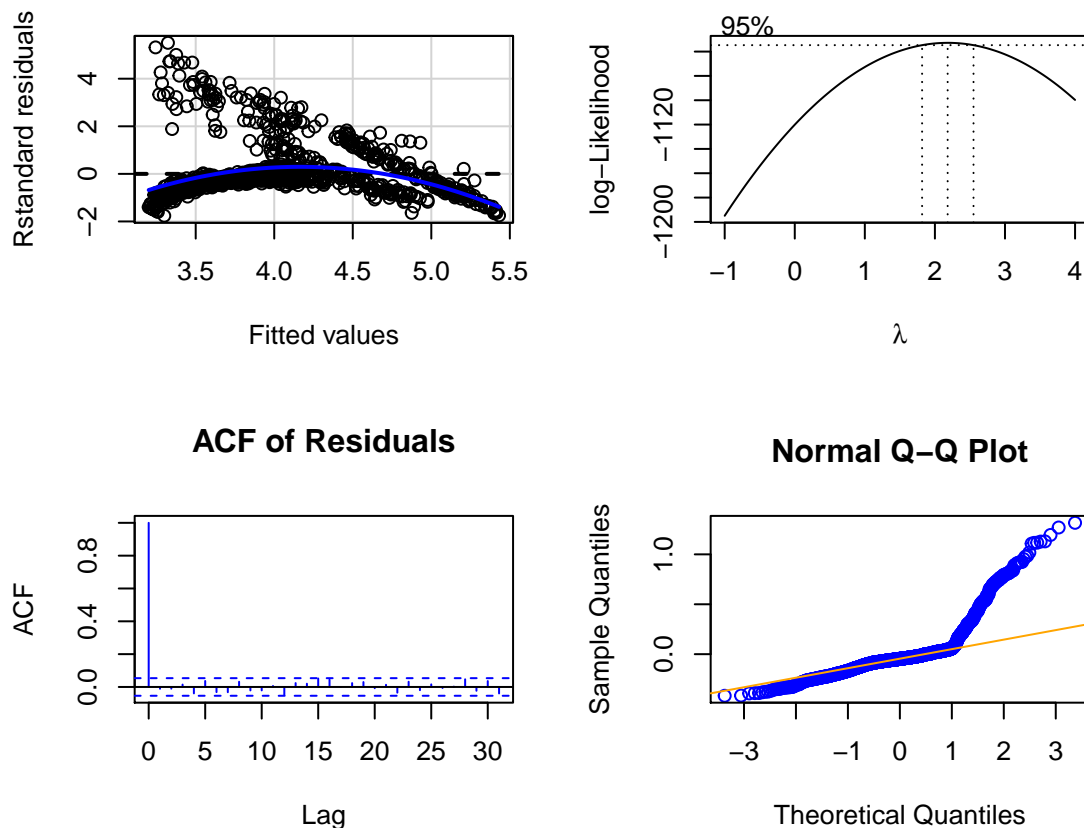 Rstandard residuals
4
2
0
−2
3.5 4.0 4.5 5.0 5.5
Fitted values
95%
log−Likelihood
−1120
−1200
−1 0 1 2 3 4
λ
ACF of Residuals
ACF
0.8
0.4
0.0
0 5 10 15 20 25 30
Lag
Normal Q−Q Plot
Sample Quantiles
1.0
0.0
−3 −1 0 1 2 3
Theoretical Quantiles